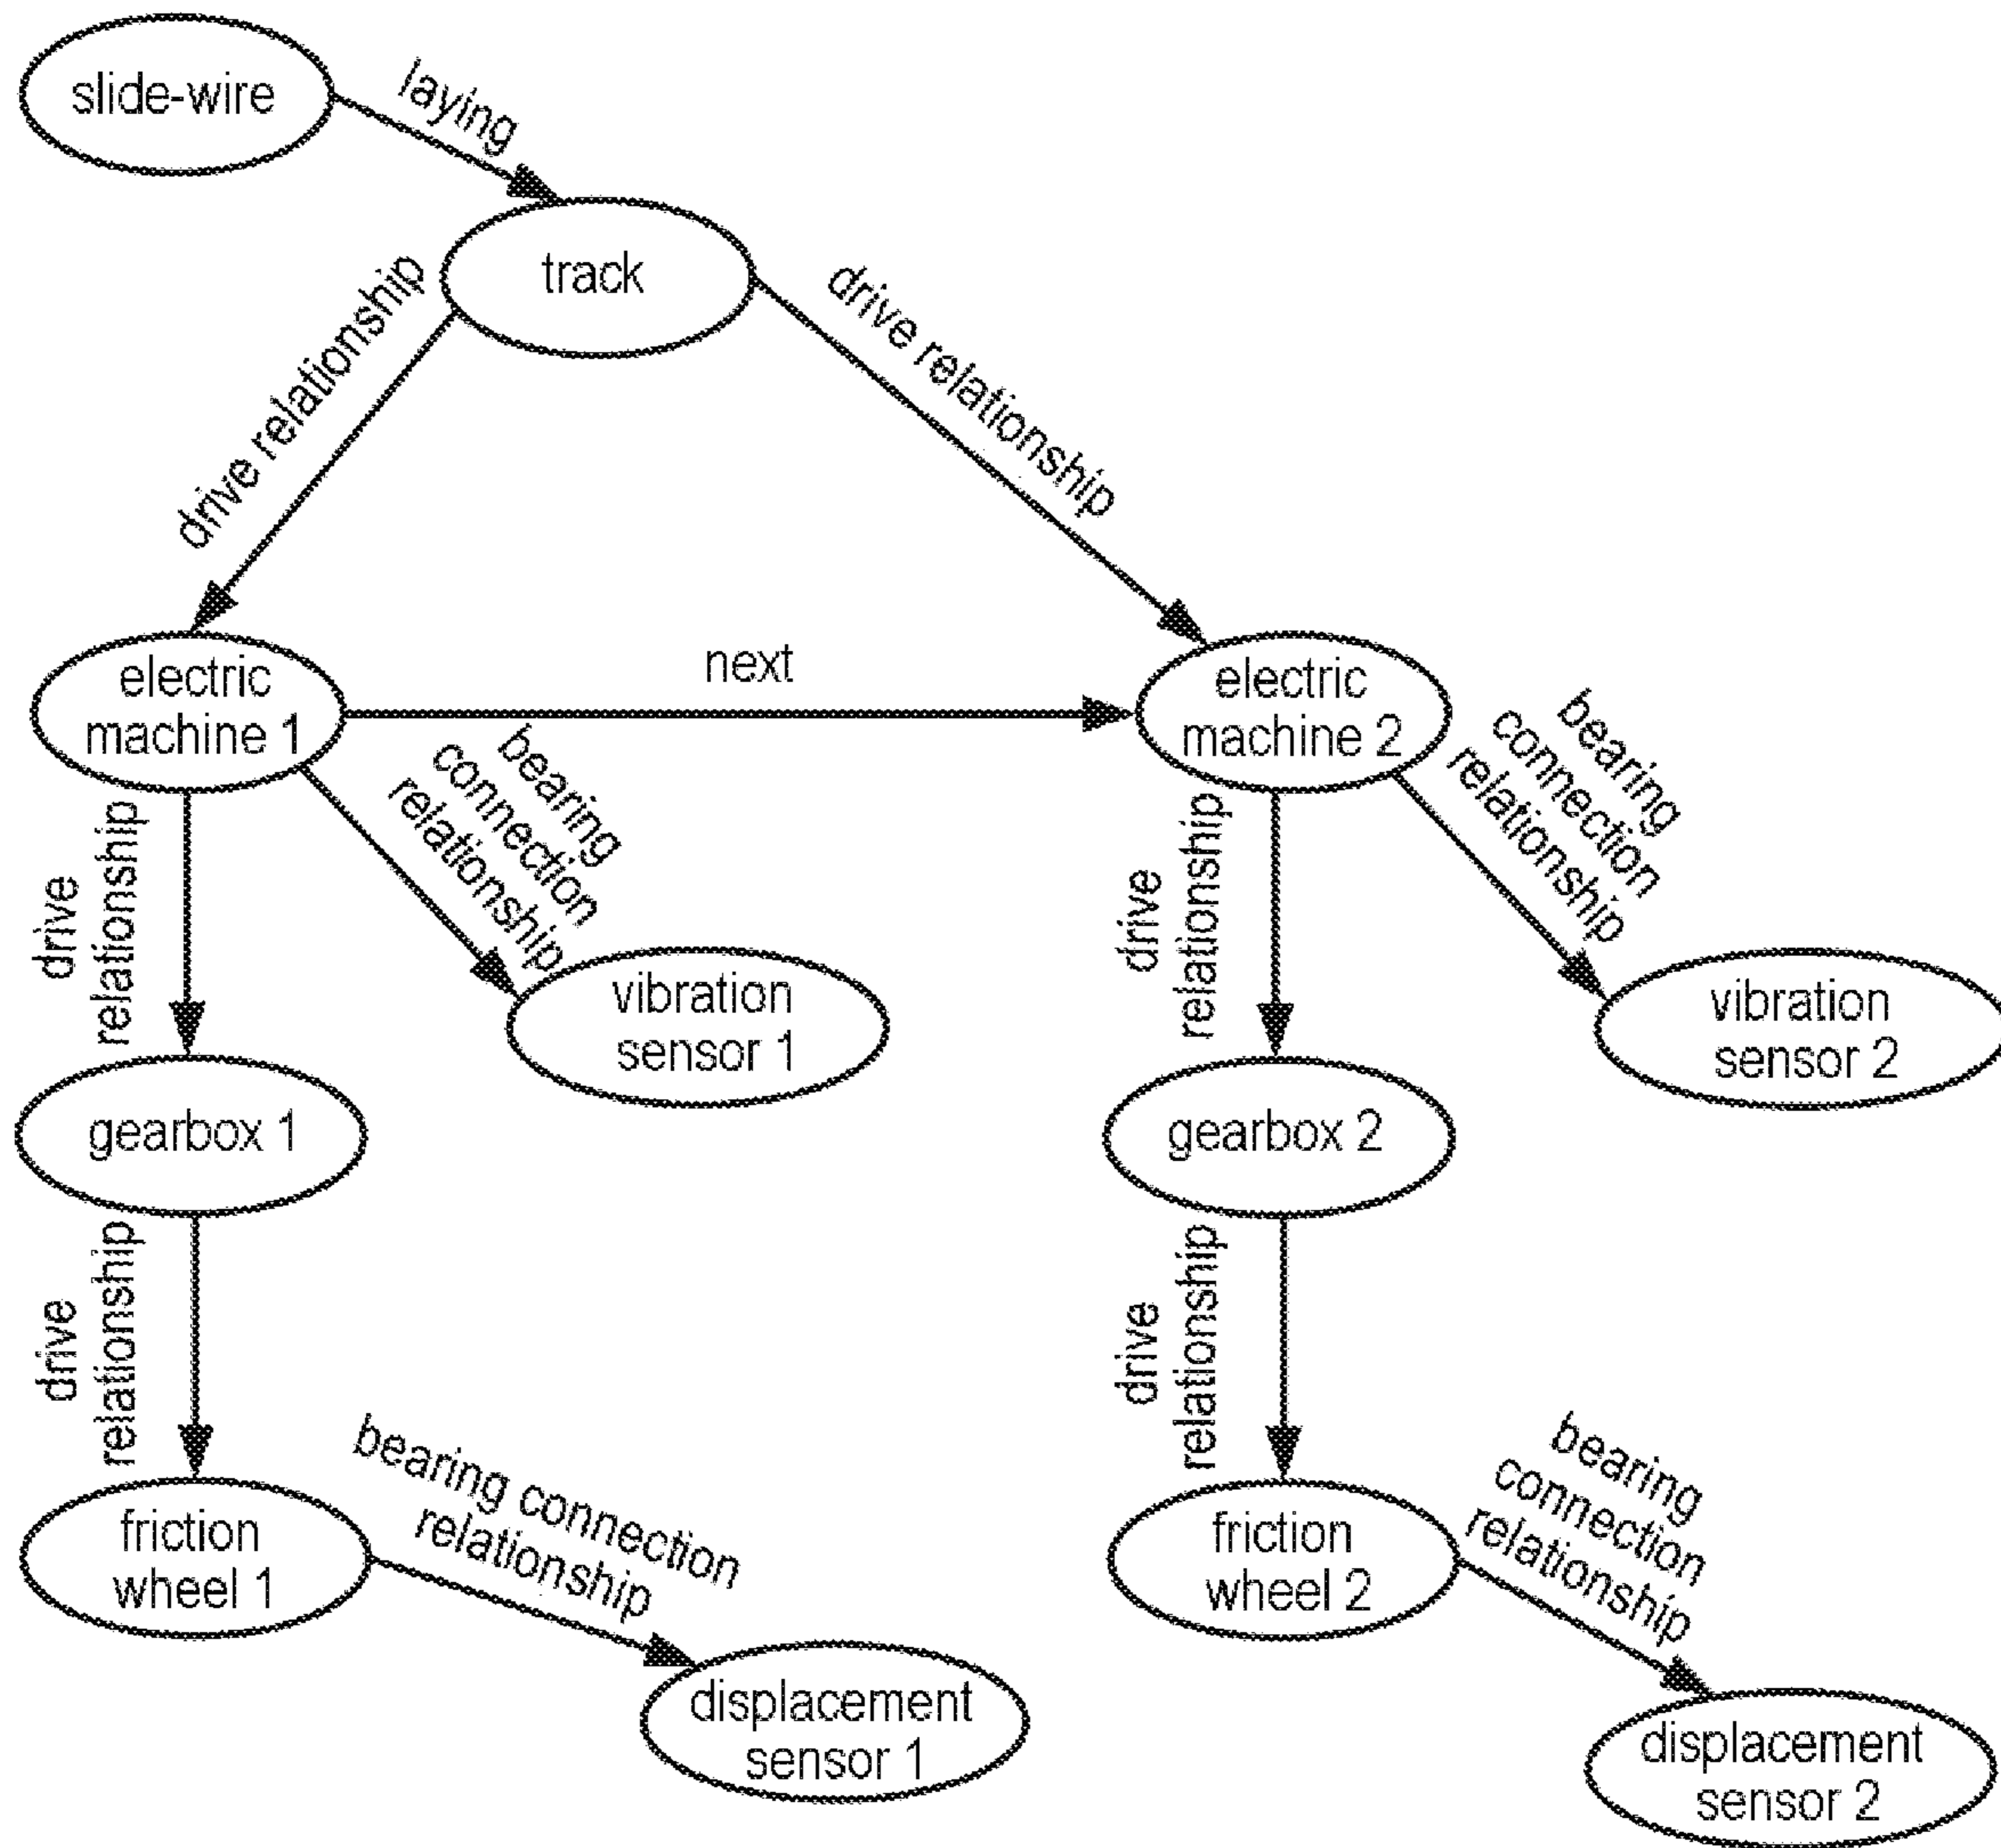 slide-wire
laying
track
drive relationship
drive relationship
electric
machine 1
next
electric
machine 2
bearing
connection
relationship
bearing
connection
relationship
drive
relationship
drive
relationship
vibration
sensor 1
vibration
sensor 2
gearbox 1
gearbox 2
drive
relationship
drive
relationship
friction
wheel 1
bearing connection
relationship
friction
wheel 2
bearing
connection
relationship
displacement
sensor 1
displacement
sensor 2